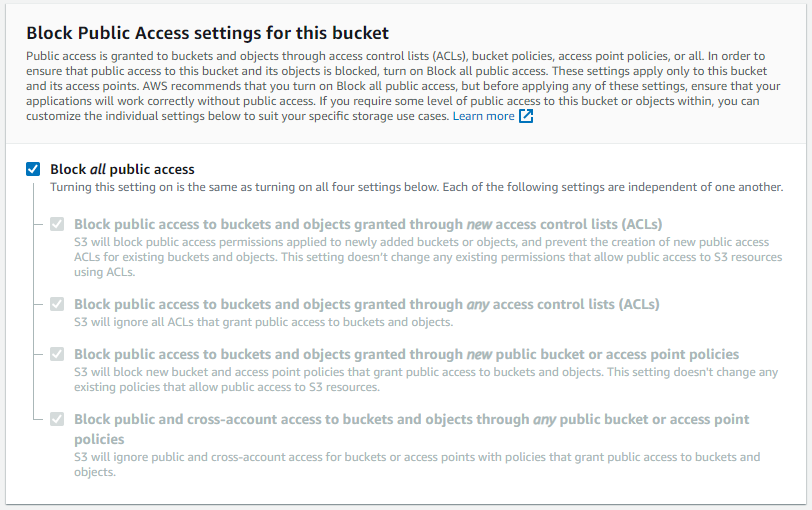 Block Public Access settings for this bucket
Public access is granted to buckets and objects through access control lists (ACLs), bucket policies, access point policies, or all. In order to
ensure that public access to this bucket and its objects is blocked, turn on Block all public access. These settings apply only to this bucket
and its access points. AWS recommends that you turn on Block all public access, but before applying any of these settings, ensure that your
applications will work correctly without public access. If you require some level of public access to this bucket or objects within, you can
customize the individual settings below to suit your specific storage use cases. Learn more
Block all public access
Turning this setting on is the same as turning on all four settings below. Each of the following settings are independent of one another.
Block public access to buckets and objects granted through new access control lists (ACLs)
S3 will block public access permissions applied to newly added buckets or objects, and prevent the creation of new public access
ACLs for existing buckets and objects. This setting doesn't change any existing permissions that allow public access to S3 resources
using ACLs.
Block public access to buckets and objects granted through any access control lists (ACLs)
S3 will ignore all ACLs that grant public access to buckets and objects.
Block public access to buckets and objects granted through new public bucket or access point policies
S3 will block new bucket and access point policies that grant public access to buckets and objects. This setting doesn't change any
existing policies that allow public access to S3 resources.
Block public and cross-account access to buckets and objects through any public bucket or access point
policies
S3 will ignore public and cross-account access for buckets or access points with policies that grant public access to buckets and
objects.